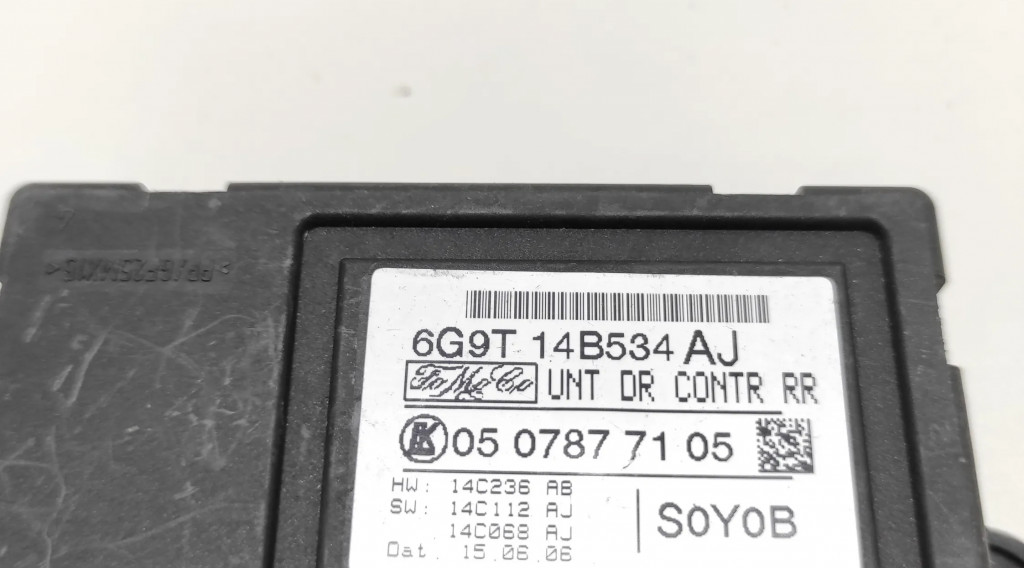 6G9T 14B534 AJ
FoMoCo UNT DR CONTR RR
K 05 0787 71 05
HW: 14C236 AB
SW: 14C112 AJ
14C068 AJ
S0Y0B
Dat. 15.06.06